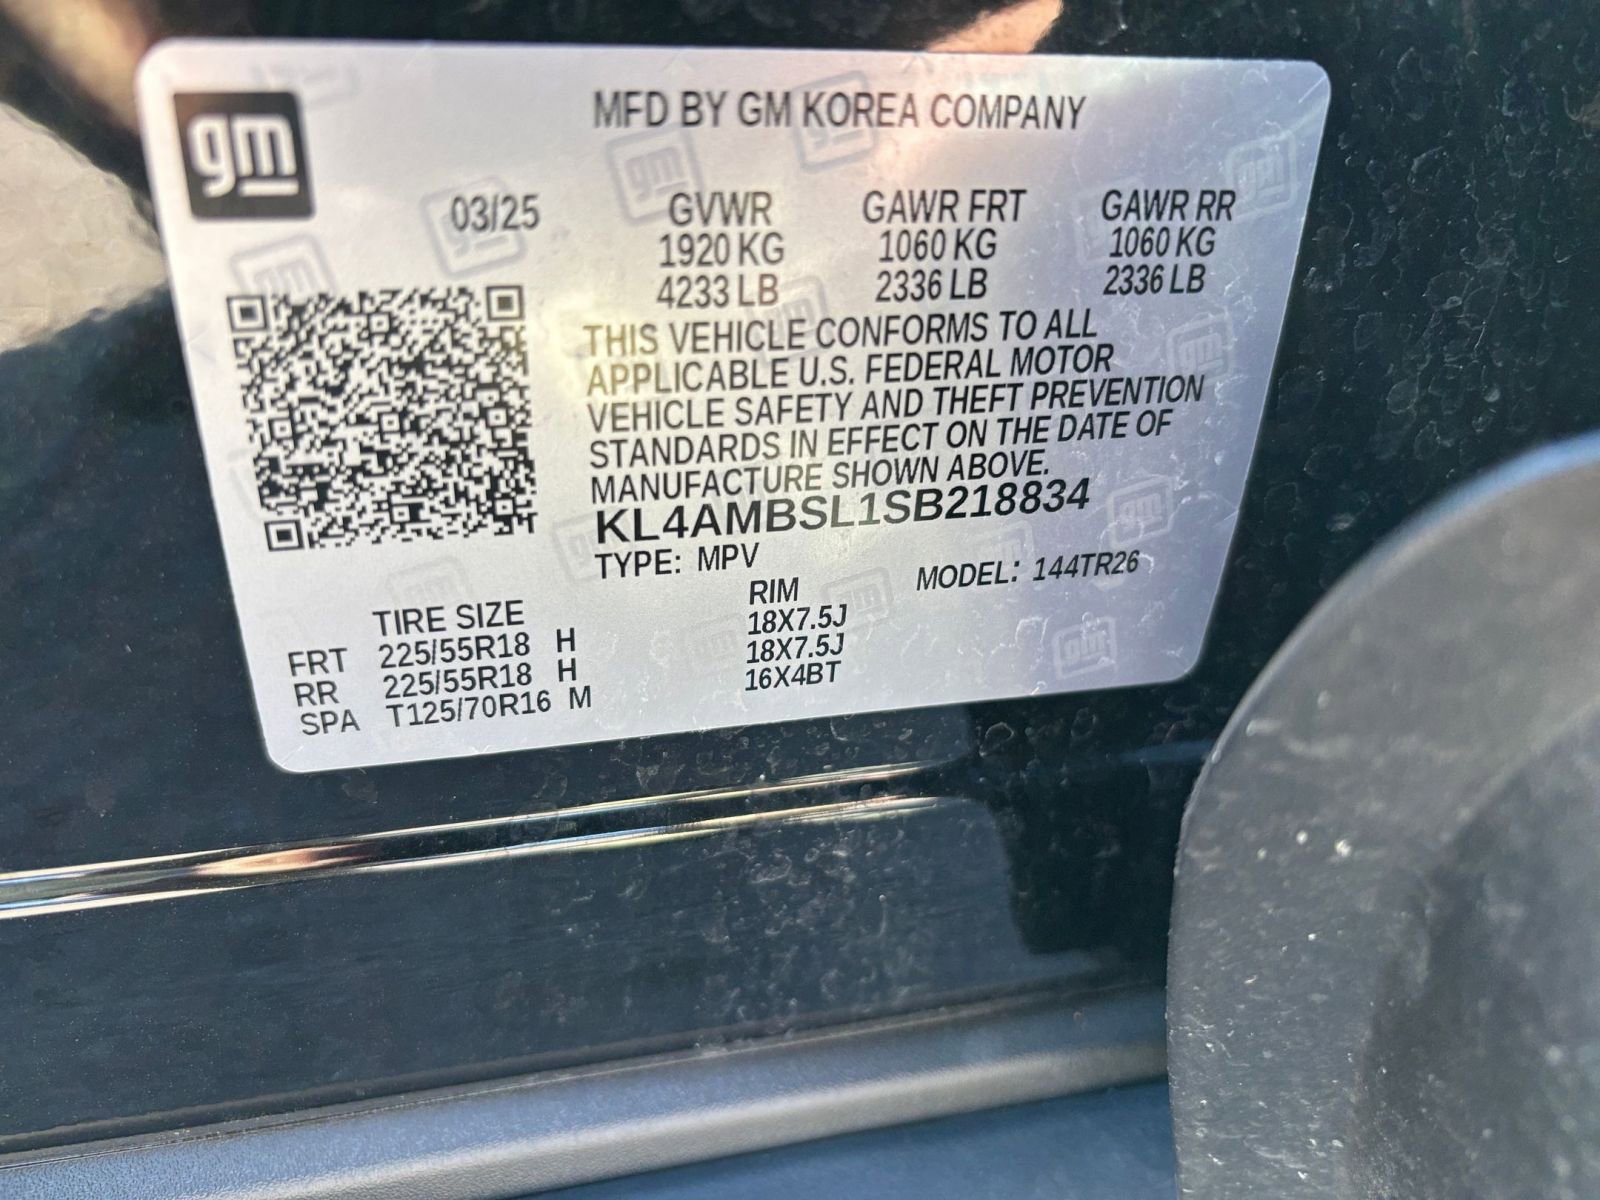 gm
MFD BY GM KOREA COMPANY
03/25 GVWR GAWR FRT GAWR RR
1920 KG 1060 KG 1060 KG
4233 LB 2336 LB 2336 LB
THIS VEHICLE CONFORMS TO ALL
APPLICABLE U.S. FEDERAL MOTOR
VEHICLE SAFETY AND THEFT PREVENTION
STANDARDS IN EFFECT ON THE DATE OF
MANUFACTURE SHOWN ABOVE.
KL4AMBSL1SB218834
TYPE: MPV MODEL: 144TR26
TIRE SIZE RIM
FRT 225/55R18 H 18X7.5J
RR 225/55R18 H 18X7.5J
SPA T125/70R16 M 16X4BT